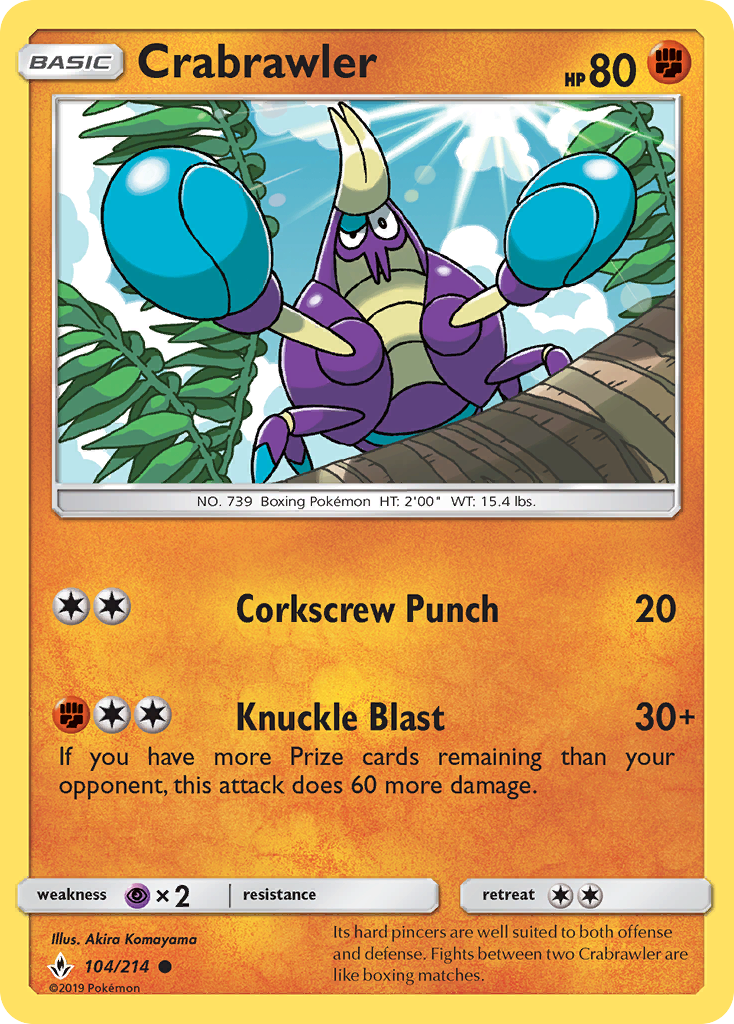 BASIC Crabrawler HP 80
NO. 739 Boxing Pokémon HT: 2'00" WT: 15.4 lbs.
Corkscrew Punch 20
Knuckle Blast 30+
If you have more Prize cards remaining than your
opponent, this attack does 60 more damage.
weakness × 2 resistance retreat
Illus. Akira Komayama
104/214
©2019 Pokémon
Its hard pincers are well suited to both offense
and defense. Fights between two Crabrawler are
like boxing matches.